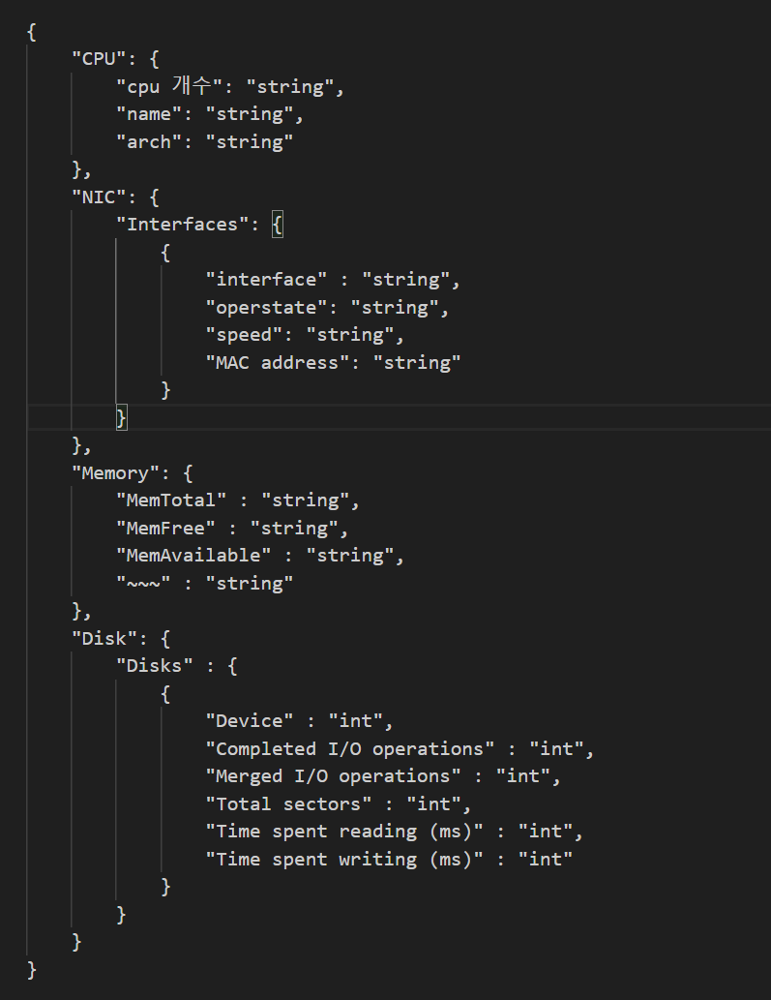 {
"CPU": {
"cpu 개수": "string",
"name": "string",
"arch": "string"
},
"NIC": {
"Interfaces": {
{
"interface" : "string",
"operstate": "string",
"speed": "string",
"MAC address": "string"
}
}
},
"Memory": {
"MemTotal" : "string",
"MemFree" : "string",
"MemAvailable" : "string",
"~~~" : "string"
},
"Disk": {
"Disks" : {
{
"Device" : "int",
"Completed I/O operations" : "int",
"Merged I/O operations" : "int",
"Total sectors" : "int",
"Time spent reading (ms)" : "int",
"Time spent writing (ms)" : "int"
}
}
}
}